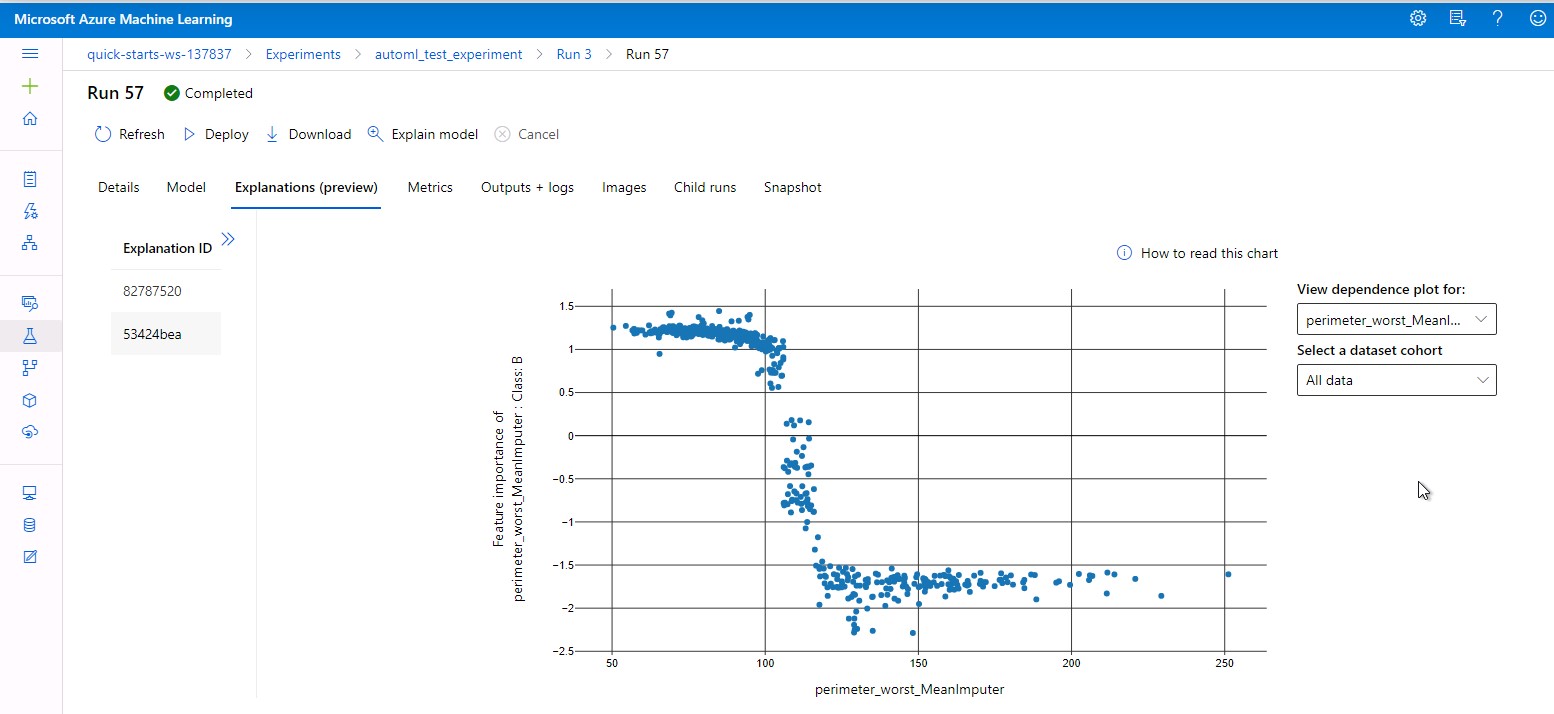 Microsoft Azure Machine Learning
quick-starts-ws-137837 > Experiments > automl_test_experiment > Run 3 > Run 57
Run 57 Completed
Refresh Deploy Download Explain model Cancel
Details Model Explanations (preview) Metrics Outputs + logs Images Child runs Snapshot
Explanation ID
82787520
53424bea
How to read this chart
View dependence plot for:
perimeter_worst_MeanI...
Select a dataset cohort
All data
Feature importance of
perimeter_worst_MeanImputer : Class: B
1.5
1
0.5
0
−0.5
−1
−1.5
−2
−2.5
50 100 150 200 250
perimeter_worst_MeanImputer